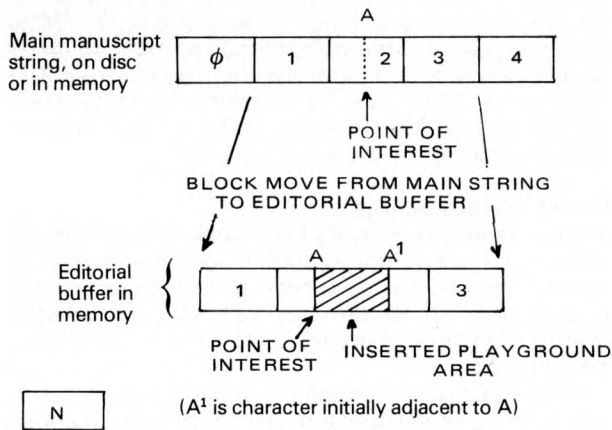 A
Main manuscript
string, on disc
or in memory
ϕ 1 2 3 4
POINT OF
INTEREST
BLOCK MOVE FROM MAIN STRING
TO EDITORIAL BUFFER
A A¹
Editorial
buffer in
memory
1 3
POINT OF
INTEREST
INSERTED PLAYGROUND
AREA
N
(A¹ is character initially adjacent to A)